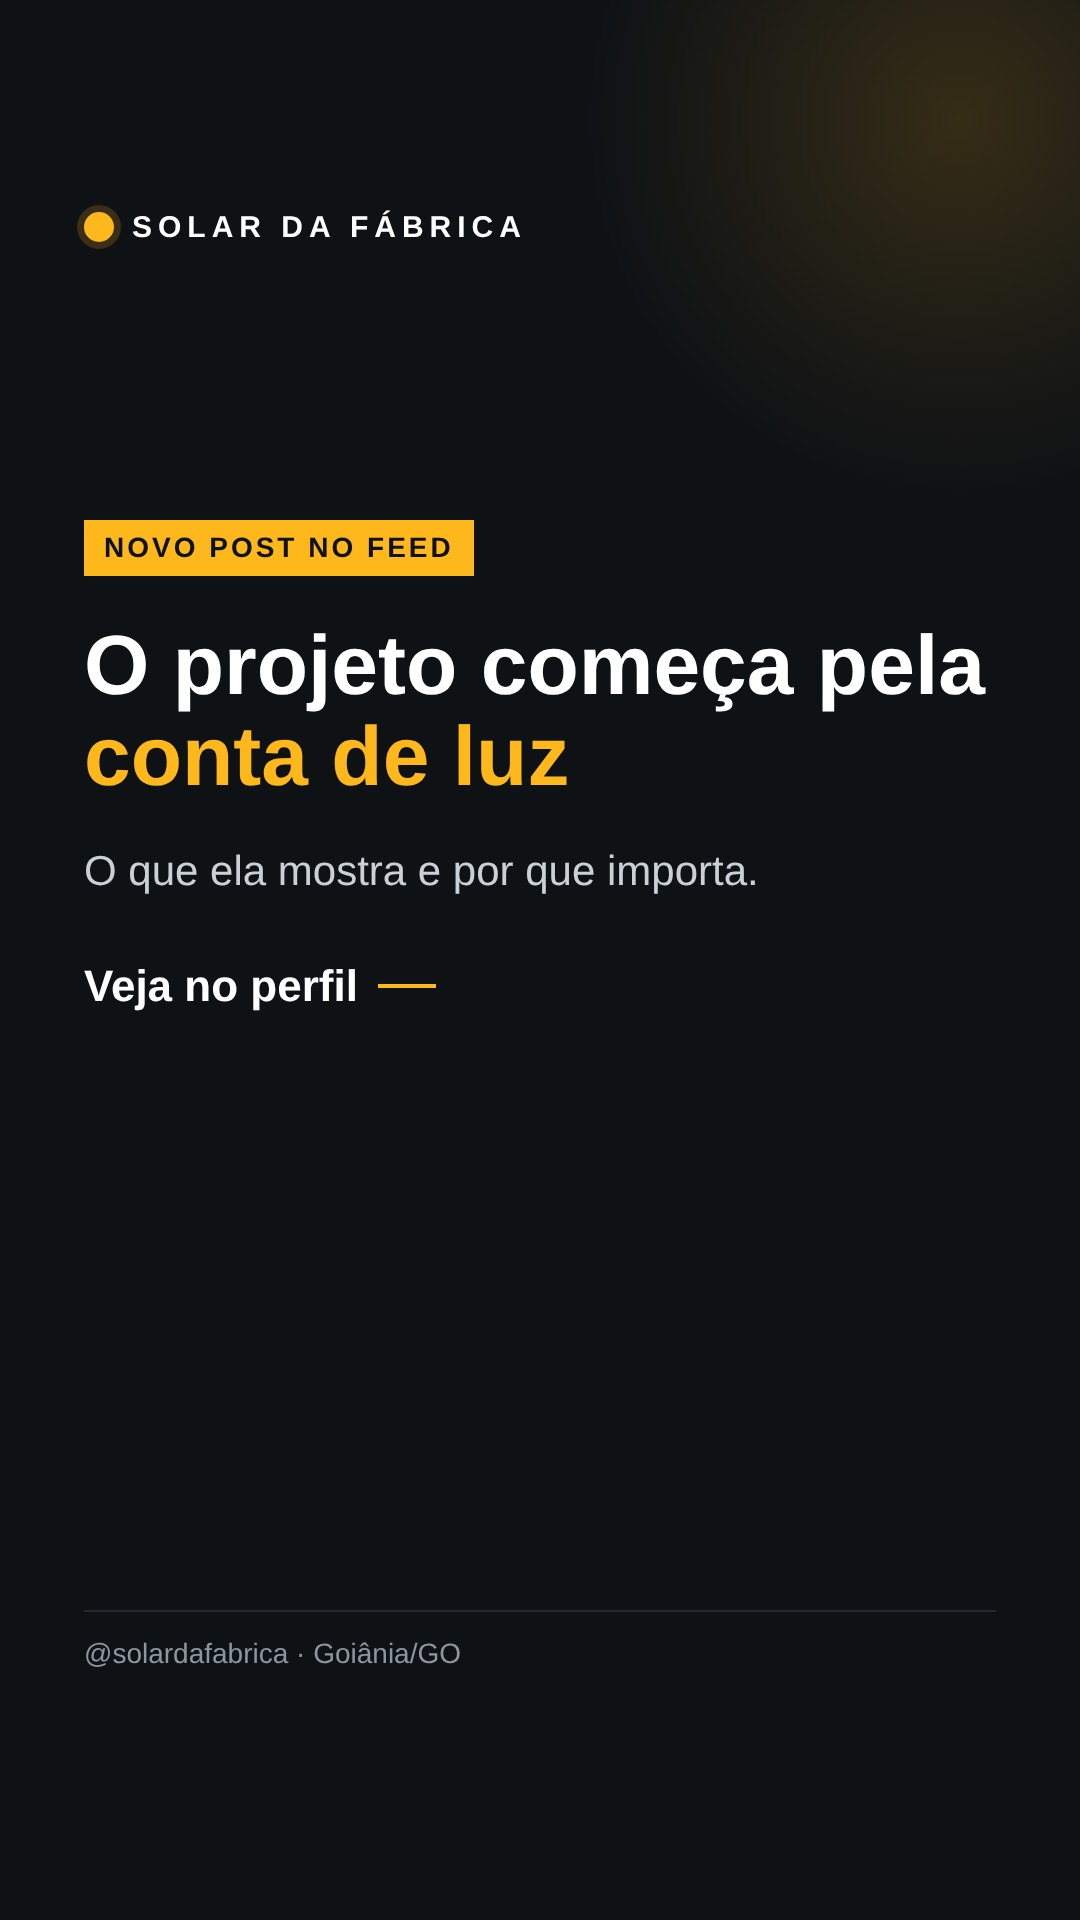 SOLAR DA FÁBRICA
NOVO POST NO FEED
O projeto começa pela
conta de luz
O que ela mostra e por que importa.
Veja no perfil
@solardafabrica · Goiânia/GO